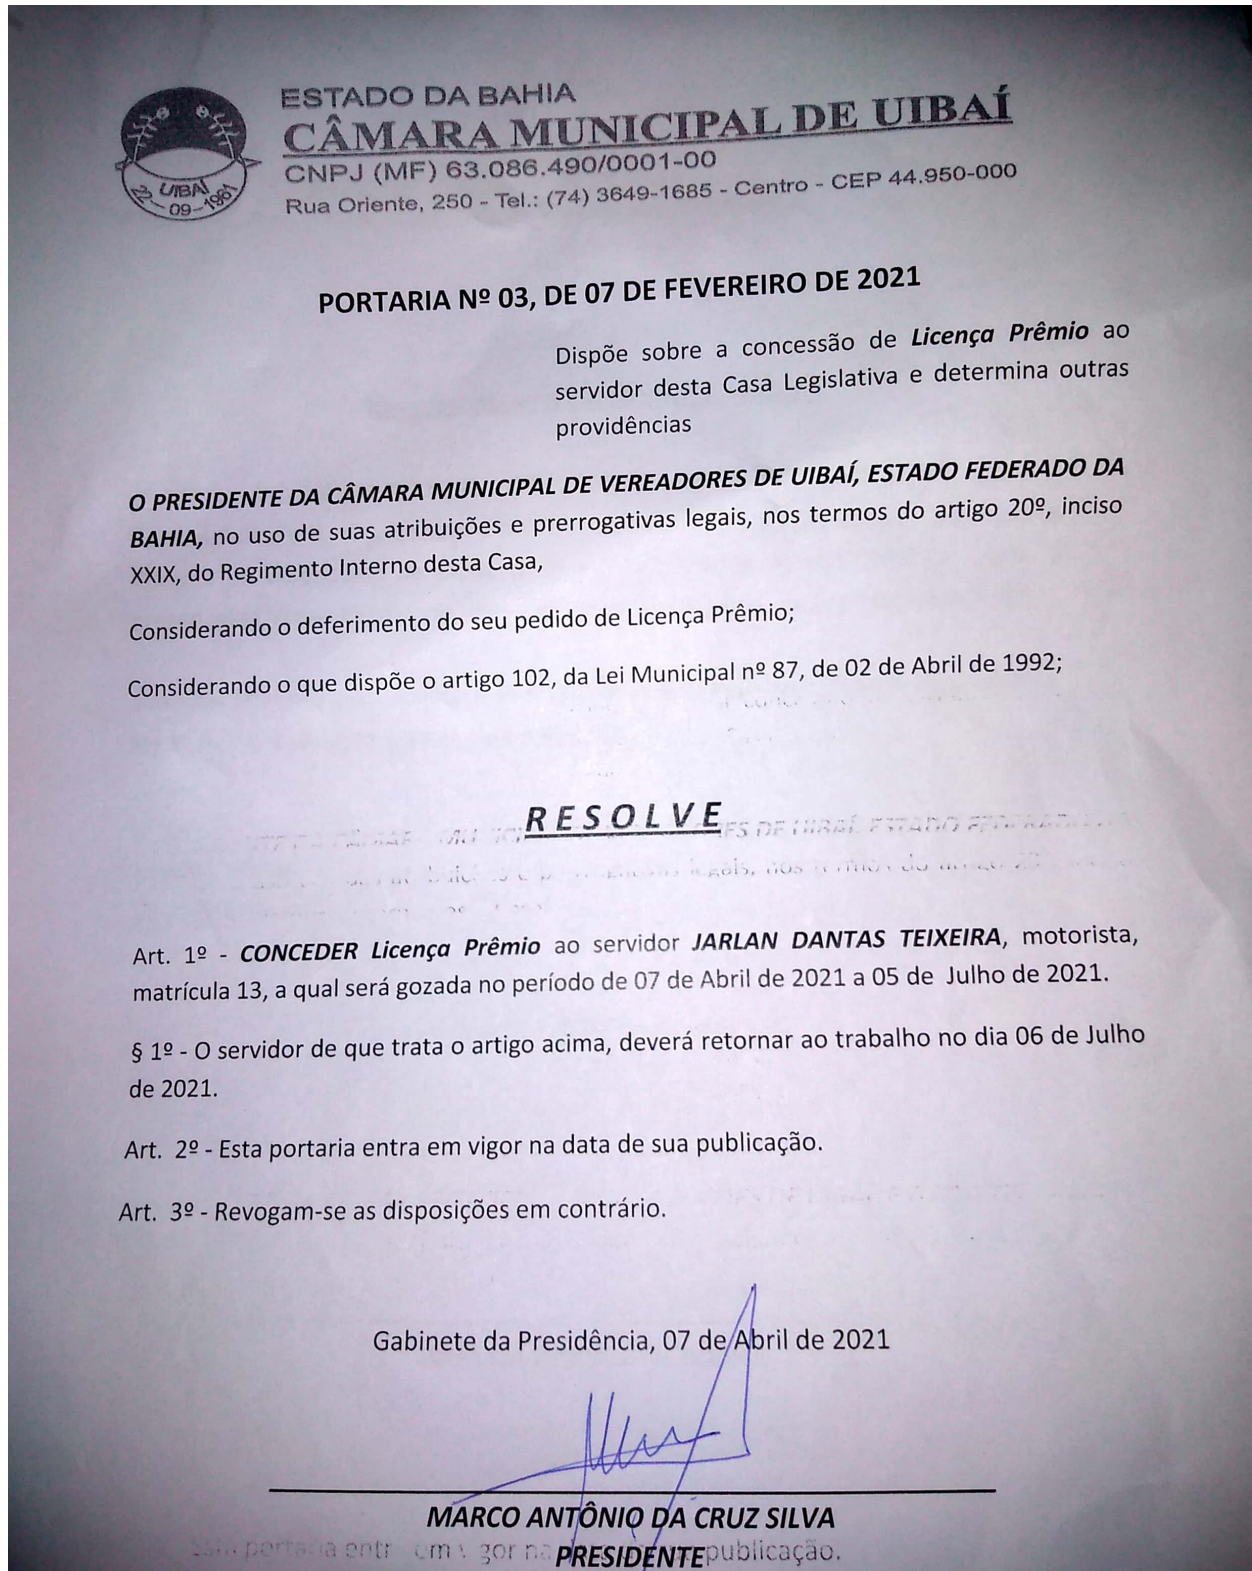 ESTADO DA BAHIA
CÂMARA MUNICIPAL DE UIBAÍ
CNPJ (MF) 63.086.490/0001-00
Rua Oriente, 250 - Tel.: (74) 3649-1685 - Centro - CEP 44.950-000
UIBAÍ
22-09-1961
PORTARIA Nº 03, DE 07 DE FEVEREIRO DE 2021
Dispõe sobre a concessão de Licença Prêmio ao
servidor desta Casa Legislativa e determina outras
providências
O PRESIDENTE DA CÂMARA MUNICIPAL DE VEREADORES DE UIBAÍ, ESTADO FEDERADO DA
BAHIA, no uso de suas atribuições e prerrogativas legais, nos termos do artigo 20º, inciso
XXIX, do Regimento Interno desta Casa,
Considerando o deferimento do seu pedido de Licença Prêmio;
Considerando o que dispõe o artigo 102, da Lei Municipal nº 87, de 02 de Abril de 1992;
R E S O L V E
Art. 1º - CONCEDER Licença Prêmio ao servidor JARLAN DANTAS TEIXEIRA, motorista,
matrícula 13, a qual será gozada no período de 07 de Abril de 2021 a 05 de Julho de 2021.
§ 1º - O servidor de que trata o artigo acima, deverá retornar ao trabalho no dia 06 de Julho
de 2021.
Art. 2º - Esta portaria entra em vigor na data de sua publicação.
Art. 3º - Revogam-se as disposições em contrário.
Gabinete da Presidência, 07 de Abril de 2021
MARCO ANTÔNIO DA CRUZ SILVA
PRESIDENTE
publicação.